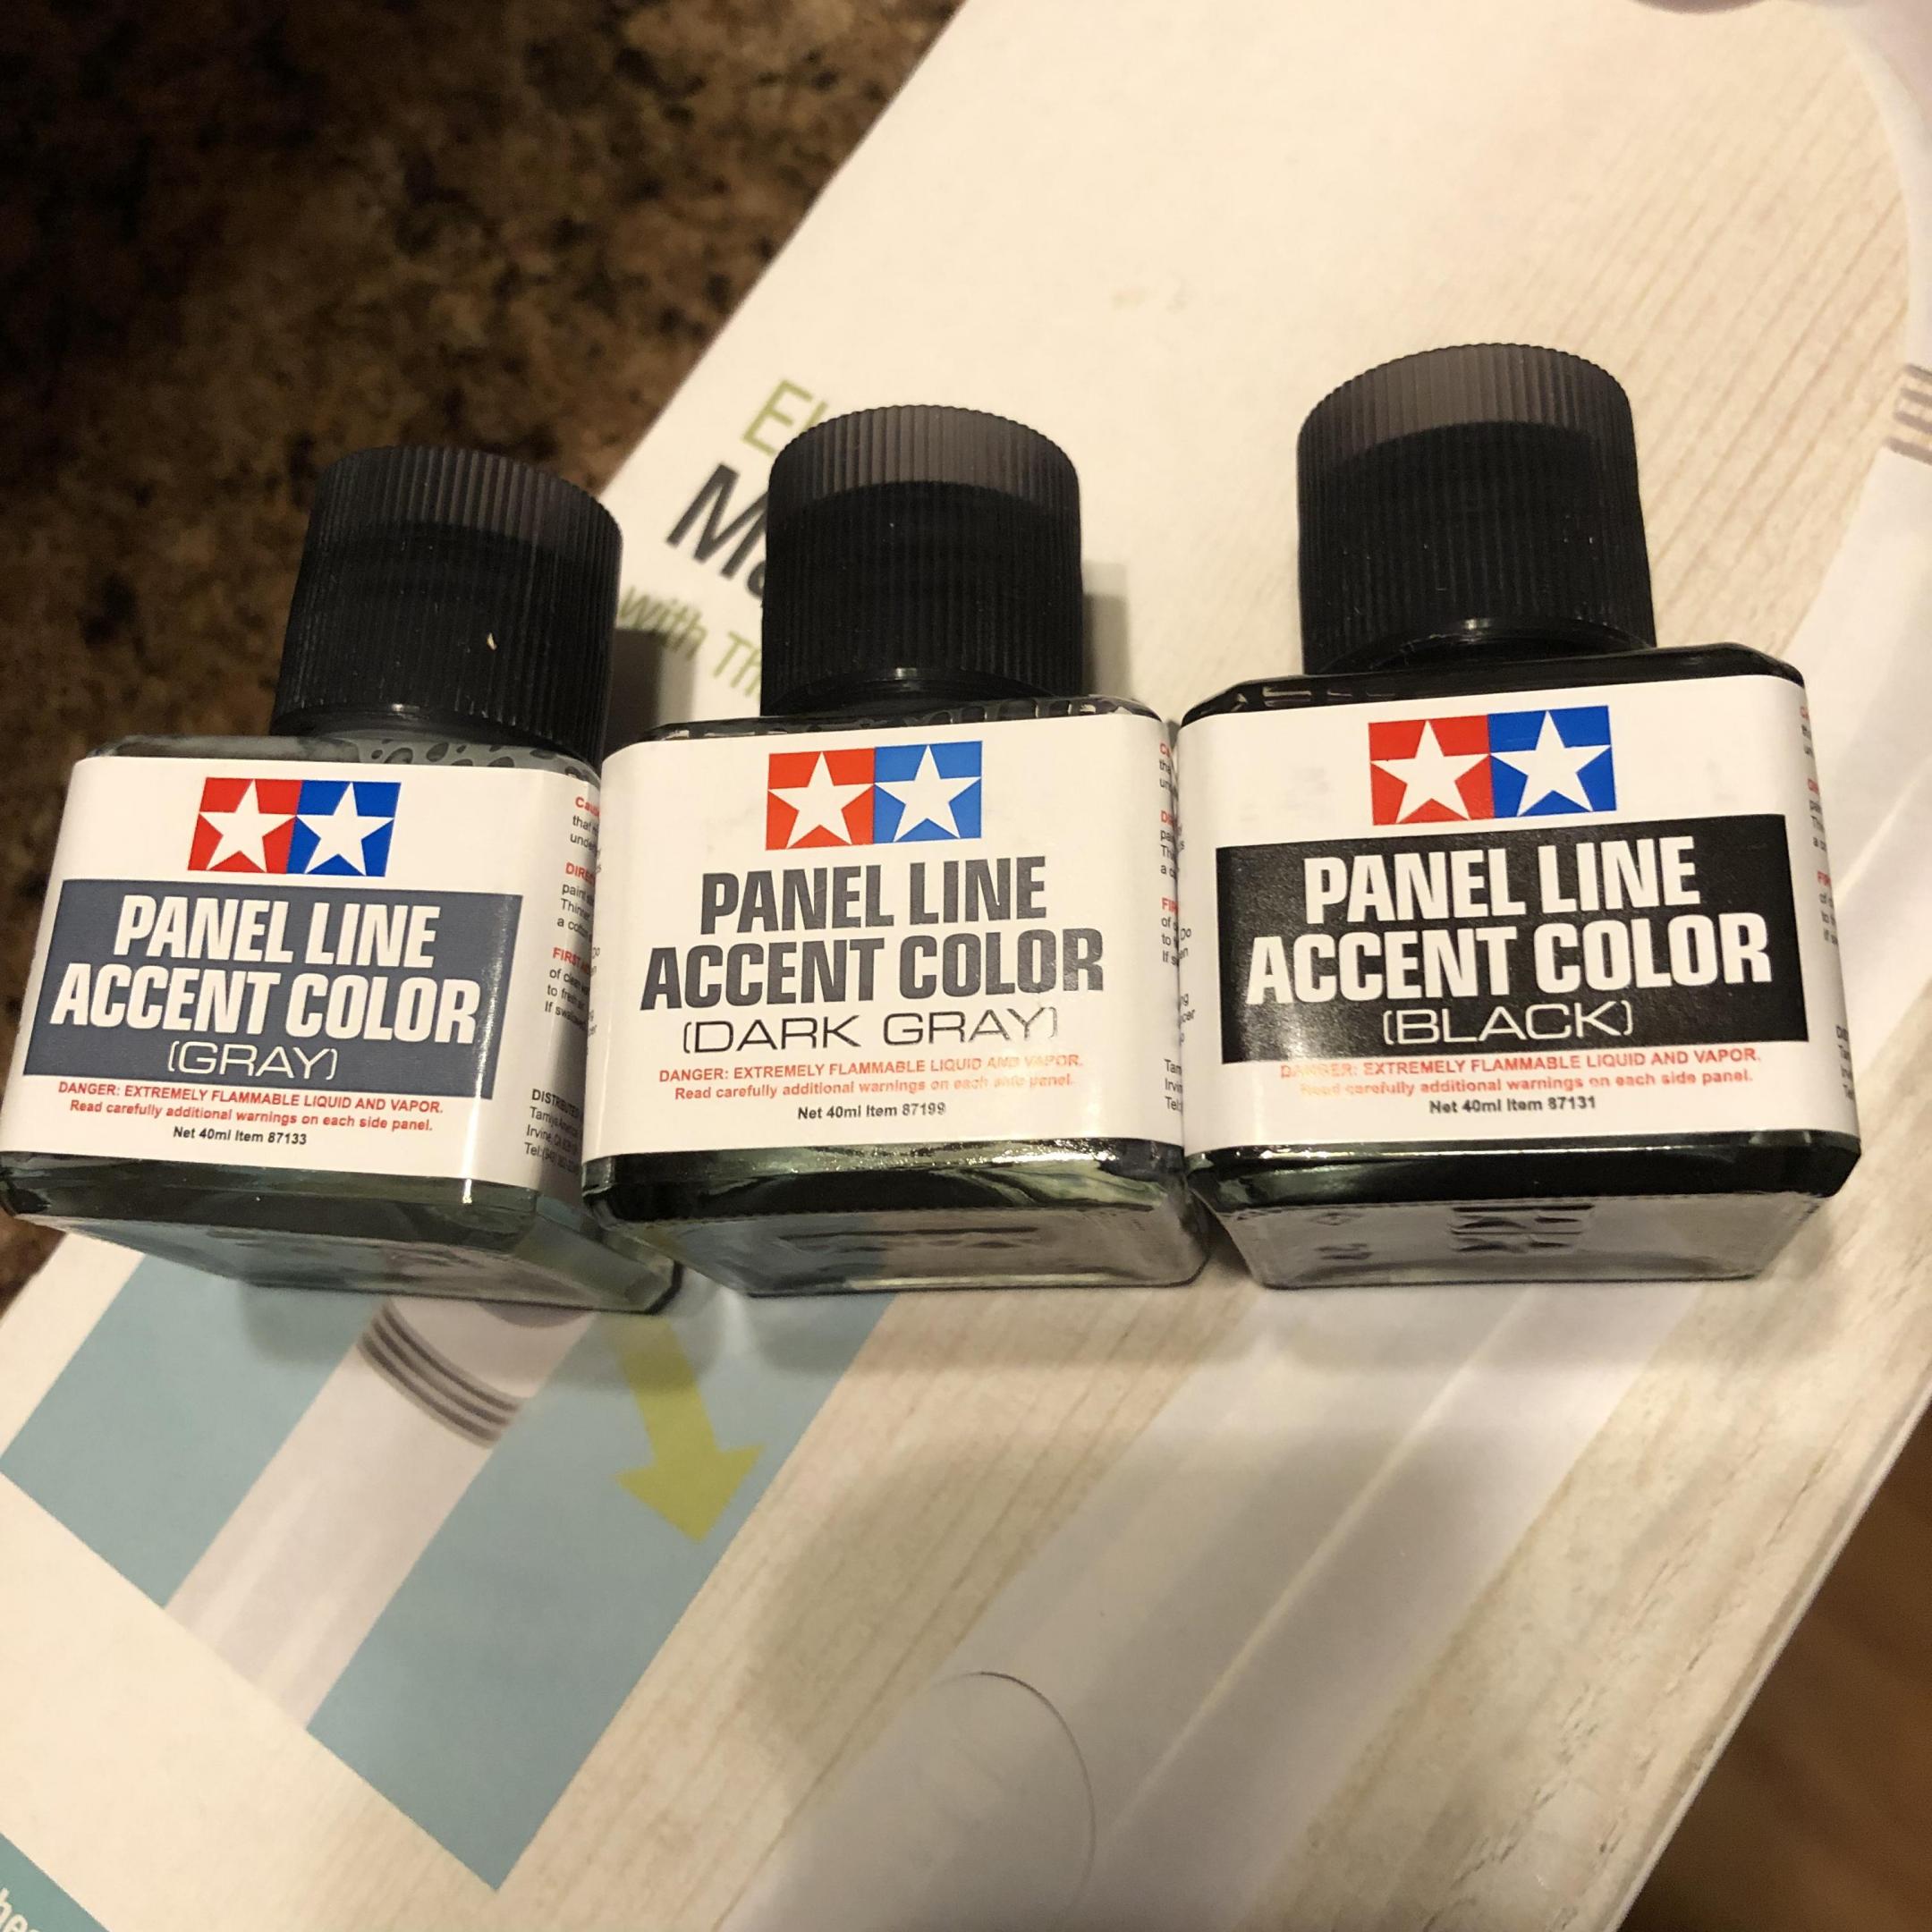 with Th
PANEL LINE
ACCENT COLOR
(GRAY)
DANGER: EXTREMELY FLAMMABLE LIQUID AND VAPOR.
Read carefully additional warnings on each side panel.
Net 40ml Item 87133
PANEL LINE
ACCENT COLOR
(DARK GRAY)
DANGER: EXTREMELY FLAMMABLE LIQUID AND VAPOR.
Read carefully additional warnings on each side panel.
Net 40ml Item 87199
PANEL LINE
ACCENT COLOR
(BLACK)
DANGER: EXTREMELY FLAMMABLE LIQUID AND VAPOR.
Read carefully additional warnings on each side panel.
Net 40ml Item 87131